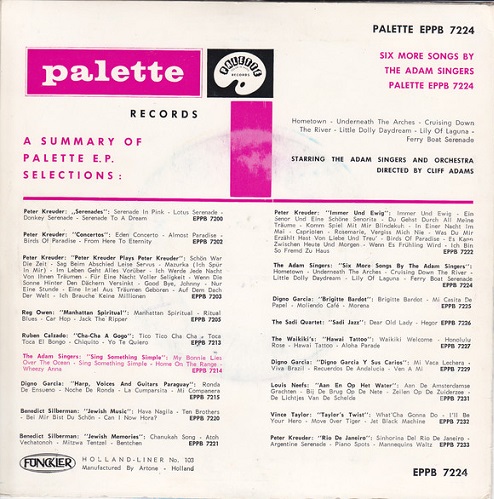 PALETTE EPPB 7224
palette
PALETTE
RECORDS
RECORDS
SIX MORE SONGS BY
THE ADAM SINGERS
PALETTE EPPB 7224
Hometown - Underneath The Arches - Cruising Down
The River - Little Dolly Daydream - Lily Of Laguna -
Ferry Boat Serenade
STARRING THE ADAM SINGERS AND ORCHESTRA
DIRECTED BY CLIFF ADAMS
A SUMMARY OF
PALETTE E.P.
SELECTIONS:
Peter Kreuder: „Serenades": Serenade In Pink - Lotus Serenade -
Donkey Serenade - Serenade To A Dream EPPB 7200
Peter Kreuder: "Concertos": Eden Concerto - Almost Paradise -
Birds Of Paradise - From Here To Eternity EPPB 7202
Peter Kreuder: "Peter Kreuder Plays Peter Kreuder": Schön War
Die Zeit - Sag Beim Abschied Leise Servus - Mazurka (Ich Spür
In Mir) - Im Leben Geht Alles Vorüber - Ich Werde Jede Nacht
Von Ihnen Träumen - Für Eine Nacht Voller Seligkeit - Wenn Die
Sonne Hinter Den Dächern Versinkt - Good Bye, Johnny - Nur
Eine Stunde - Eine Insel Aus Träumen Geboren - Auf Dem Dach
Der Welt - Ich Brauche Keine Millionen EPPB 7203
Reg Owen: "Manhattan Spiritual": Manhattan Spiritual - Ritual
Blues - Car Hop - Jack The Ripper EPPB 7205
Ruben Calzado: "Cha-Cha A Gogo": Tico Tico Cha Cha - Toca
Toca El Bongo - Chiquito - Yo Te Quiero EPPB 7213
The Adam Singers: "Sing Something Simple": My Bonnie Lies
Over The Ocean - Sing Something Simple - Home On The Range -
Wheezy Anna EPPB 7214
Digno Garcia: "Harp, Voices And Guitars Paraguay": Ronda
De Ensueno - Noche De Ronda - La Cumparsita - Mi Companera
EPPB 7215
Benedict Silberman: "Jewish Music": Hava Nagila - Ten Brothers
- Bei Mir Bist Du Schön - Can I Now Hora? EPPB 7220
Benedict Silberman: "Jewish Memories": Chanukah Song - Atoh
Vechatonoh - Mitzwa Tentzel - Bentchen EPPB 7221
Peter Kreuder: "Immer Und Ewig": Immer Und Ewig - Ein
Senor Und Eine Schöne Senorita - Du Gehst Durch All Meine
Träume - Komm Spiel Mit Mir Blindekuh - In Einer Nacht Im
Mai - Capriolen - Rosemarie, Vergiss Mich Nie - Was Du Mir
Erzählt Hast Von Liebe Und Treu - Birds Of Paradise - Es Kam
Zwischen Heute Und Morgen - Wenn Es Frühling Wird - Ich Bin
So Fremd Zu Haus EPPB 7222
The Adam Singers: "Six More Songs By The Adam Singers":
Hometown - Underneath The Arches - Cruising Down The River -
Little Dolly Daydream - Lily Of Laguna - Ferry Boat Serenade
EPPB 7224
Digno Garcia: "Brigitte Bardot": Brigitte Bardot - Mi Casita De
Papel - Moliendo Café - Morena EPPB 7225
The Sadi Quartet: "Sadi Jazz": Dear Old Lady - Hegor EPPB 7226
The Waikiki's: "Hawai Tattoo": Waikiki Welcome - Honolulu
Rose - Hawai Tattoo - Aloha Parade EPPB 7227
Digno Garcia: "Digno Garcia Y Sus Carios": Mi Vaca Lechera -
Viva Brazil - Recuerdos De Andalucia - Ven A Mi EPPB 7229
Louis Neefs: "Aan En Op Het Water": Aan De Amsterdamse
Grachten - Bij De Brug Op De Nete - Zeilen Op De Zuiderzee -
De Lichtjes Van De Schelde EPPB 7231
Vince Taylor: "Taylor's Twist": What'Cha Gonna Do - I'll Be
Your Hero - Move Over Tiger - Jet Black Machine EPPB 7232
Peter Kreuder: "Rio De Janeiro": Sinhorina Del Rio De Janeiro -
Argentine Serenade - Piano Spots - Mannequins Waltz EPPB 7233
FUNCKLER
HOLLAND-LINER No. 103
Manufactured By Artone - Holland
EPPB 7224